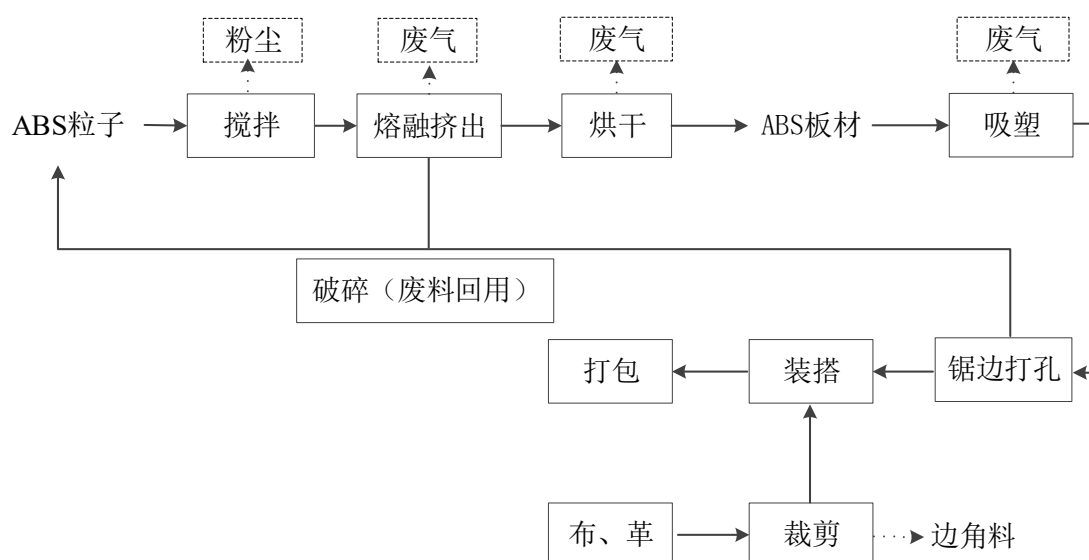 粉尘
废气
废气
废气
ABS粒子
搅拌
熔融挤出
烘干
ABS板材
吸塑
破碎（废料回用）
打包
装搭
锯边打孔
布、革
裁剪
边角料